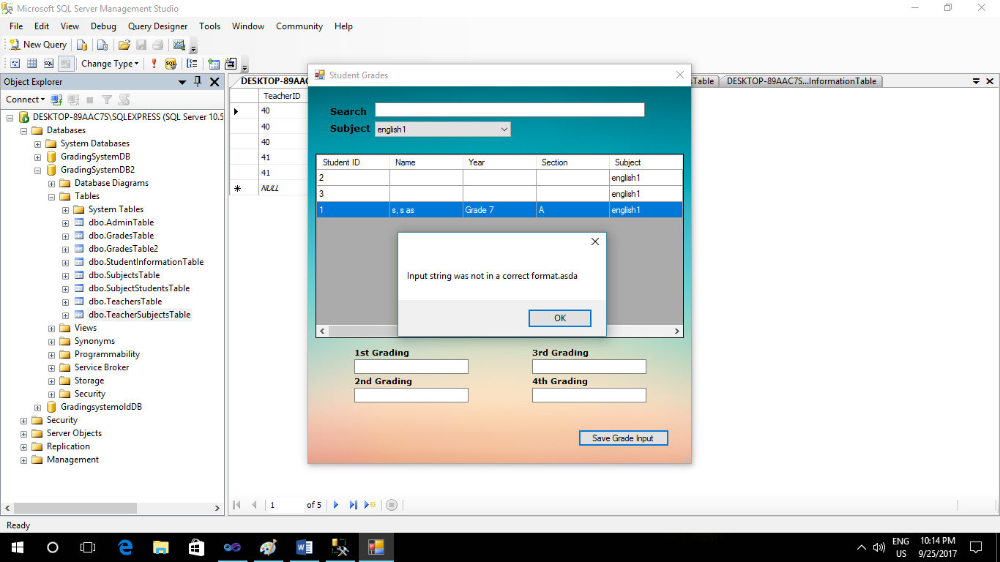 Microsoft SQL Server Management Studio
File Edit View Debug Query Designer Tools Window Community Help
New Query
Change Type
Object Explorer
Connect
DESKTOP-89AAC7S\SQLEXPRESS (SQL Server 10.5
Databases
System Databases
GradingSystemDB
GradingSystemDB2
Database Diagrams
Tables
System Tables
dbo.AdminTable
dbo.GradesTable
dbo.GradesTable2
dbo.StudentInformationTable
dbo.SubjectsTable
dbo.SubjectStudentsTable
dbo.TeachersTable
dbo.TeacherSubjectsTable
Views
Synonyms
Programmability
Service Broker
Storage
Security
GradingsystemoldDB
Security
Server Objects
Replication
Management
DESKTOP-89AAC
sTable
DESKTOP-89AAC7S...InformationTable
TeacherID
40
40
40
41
41
NULL
Student Grades
Search
Subject english1
Student ID Name Year Section Subject
2 english1
3 english1
1 s, s as Grade 7 A english1
Input string was not in a correct format.asda
OK
1st Grading 3rd Grading
2nd Grading 4th Grading
Save Grade Input
1 of 5
Ready
ENG
US
10:14 PM
9/25/2017